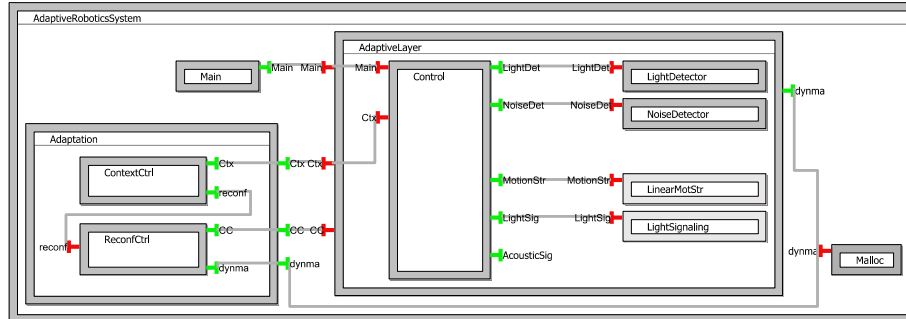 AdaptiveRoboticsSystem
AdaptiveLayer
Main
Main Main
Main
Control
LightDet LightDet
LightDetector
NoiseDet NoiseDet
NoiseDetector
dynma
Ctx
Adaptation
ContextCtrl
Ctx
Ctx Ctx
reconf
MotionStr MotionStr
LinearMotStr
LightSig LightSig
LightSignaling
ReconfCtrl
CC
CC CC
reconf
dynma
dynma
AcousticSig
dynma
Malloc